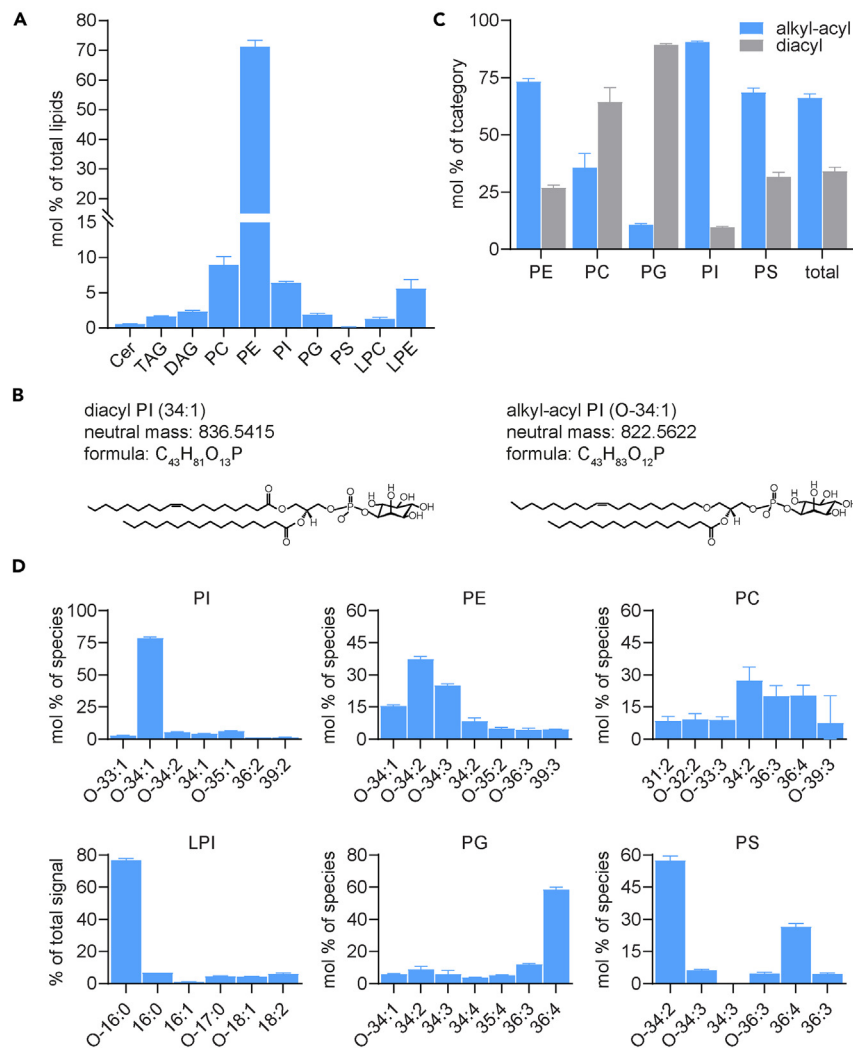 A
mol % of total lipids
80
70
60
50
40
30
20
15
10
5
0
Cer
TAG
DAG
PC
PE
PI
PG
PS
LPC
LPE
C
alkyl-acyl
diacyl
mol % of tcategory
100
75
50
25
0
PE
PC
PG
PI
PS
total
B
diacyl PI (34:1)
neutral mass: 836.5415
formula: C43H81O13P
alkyl-acyl PI (O-34:1)
neutral mass: 822.5622
formula: C43H83O12P
D
PI
mol % of species
100
75
50
25
0
O-33:1
O-34:1
O-34:2
34:1
O-35:1
36:2
39:2
PE
mol % of species
60
45
30
15
0
O-34:1
O-34:2
O-34:3
34:2
O-35:2
O-36:3
39:3
PC
mol % of species
60
45
30
15
0
31:2
O-32:2
O-33:3
34:2
36:3
36:4
O-39:3
LPI
% of total signal
80
60
40
20
0
O-16:0
16:0
16:1
O-17:0
O-18:1
18:2
PG
mol % of species
80
60
40
20
0
O-34:1
34:2
34:3
34:4
35:4
36:3
36:4
PS
mol % of species
60
45
30
15
0
O-34:2
O-34:3
34:3
O-36:3
36:4
36:3